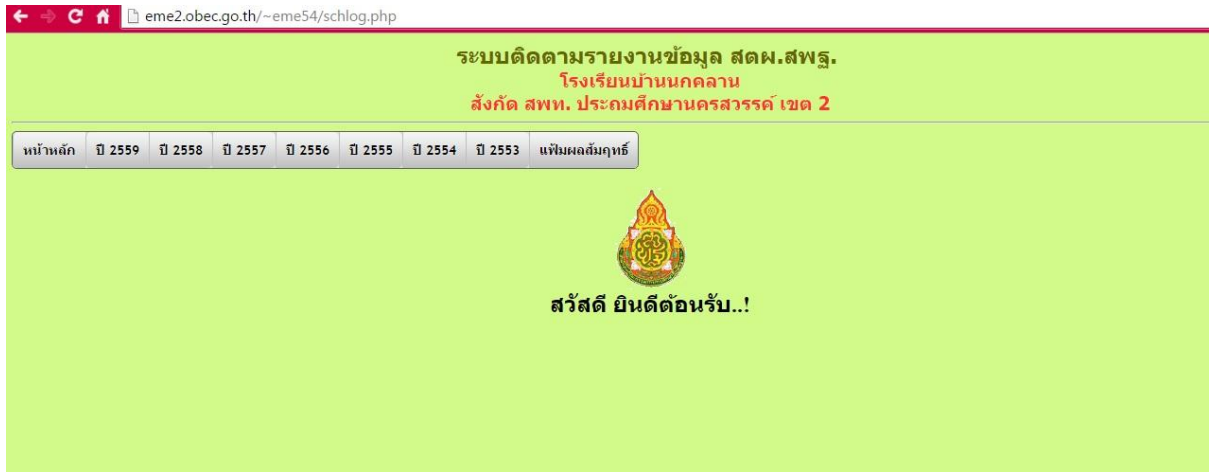 eme2.obec.go.th/~eme54/schlog.php
ระบบติดตามรายงานข้อมูล สตผ.สพฐ.
โรงเรียนบ้านนกคลาน
สังกัด สพท. ประถมศึกษานครสวรรค์ เขต 2
หน้าหลัก ปี 2559 ปี 2558 ปี 2557 ปี 2556 ปี 2555 ปี 2554 ปี 2553 แฟ้มผลสัมฤทธิ์
สวัสดี ยินดีต้อนรับ..!